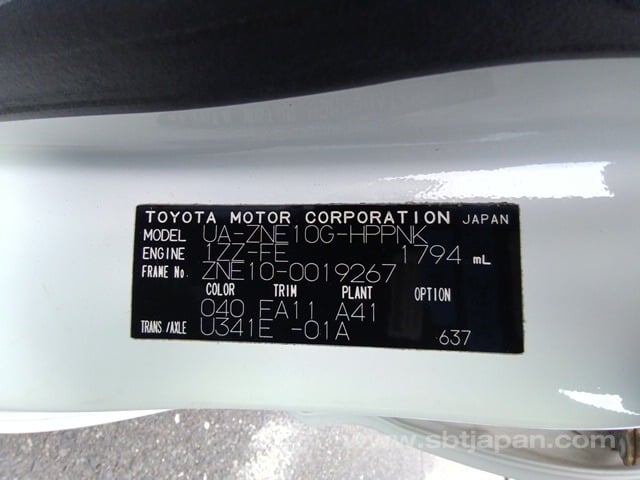 TOYOTA MOTOR CORPORATION JAPAN
MODEL UA-ZNE10G-HPPNK
ENGINE 1ZZ-FE 1794 mL
FRAME No. ZNE10-0019267
COLOR TRIM PLANT OPTION
040 FA11 A41
TRANS/AXLE U341E -01A 637
www.sbtjapan.com